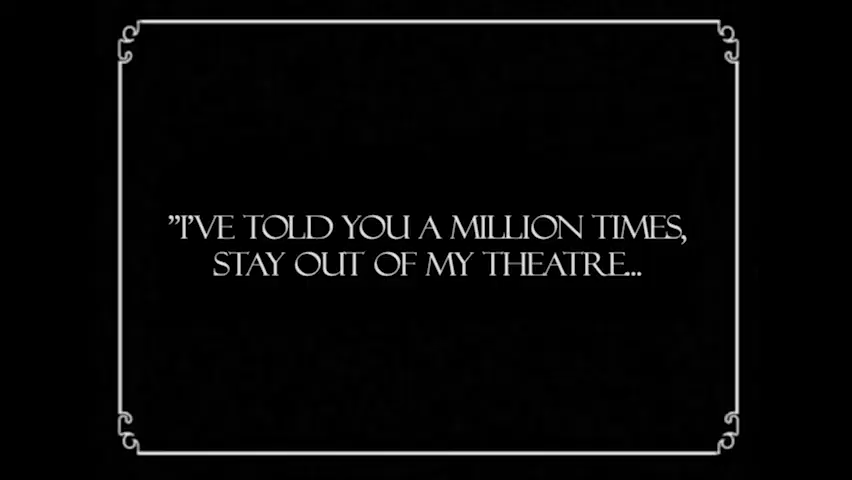 "I'VE TOLD YOU A MILLION TIMES,
STAY OUT OF MY THEATRE...